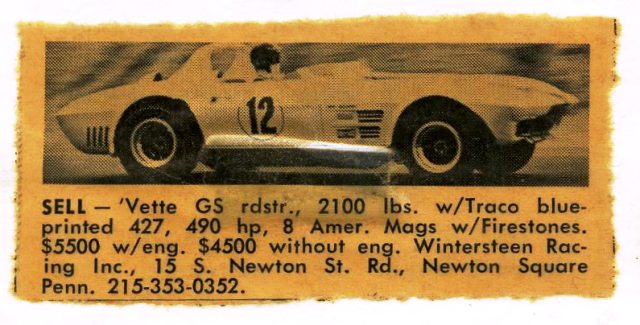 12
SELL — 'Vette GS rdstr., 2100 lbs. w/Traco blue-
printed 427, 490 hp, 8 Amer. Mags w/Firestones.
$5500 w/eng. $4500 without eng. Wintersteen Rac-
ing Inc., 15 S. Newton St. Rd., Newton Square
Penn. 215-353-0352.